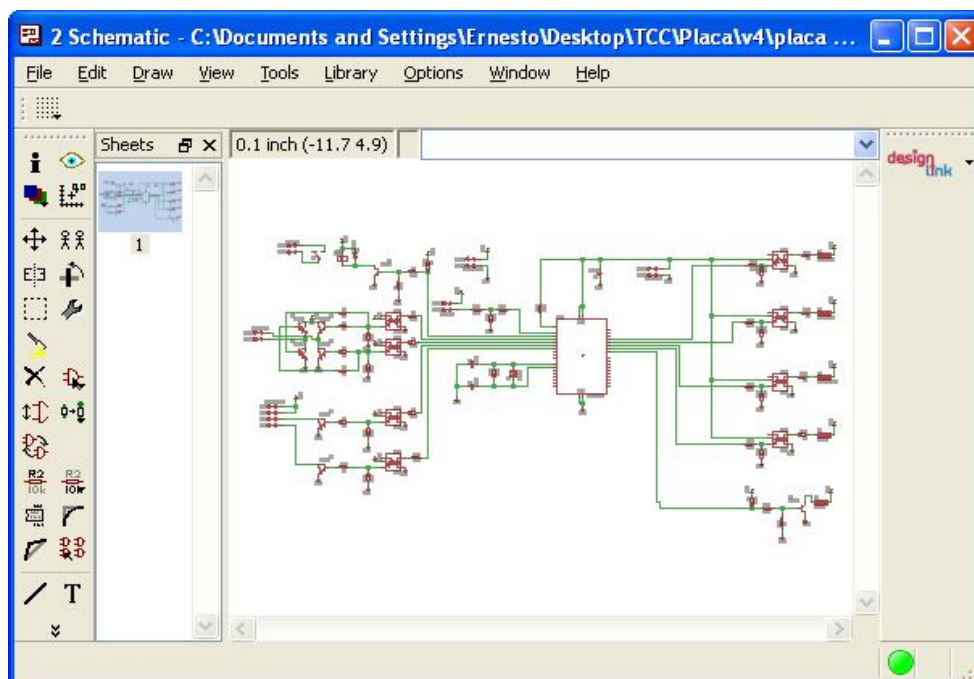 2 Schematic - C:\Documents and Settings\Ernesto\Desktop\TCC\Placa\v4\placa ...
File Edit Draw View Tools Library Options Window Help
Sheets
0.1 inch (-11.7 4.9)
design link
1
R2
10k
R2
10k
T